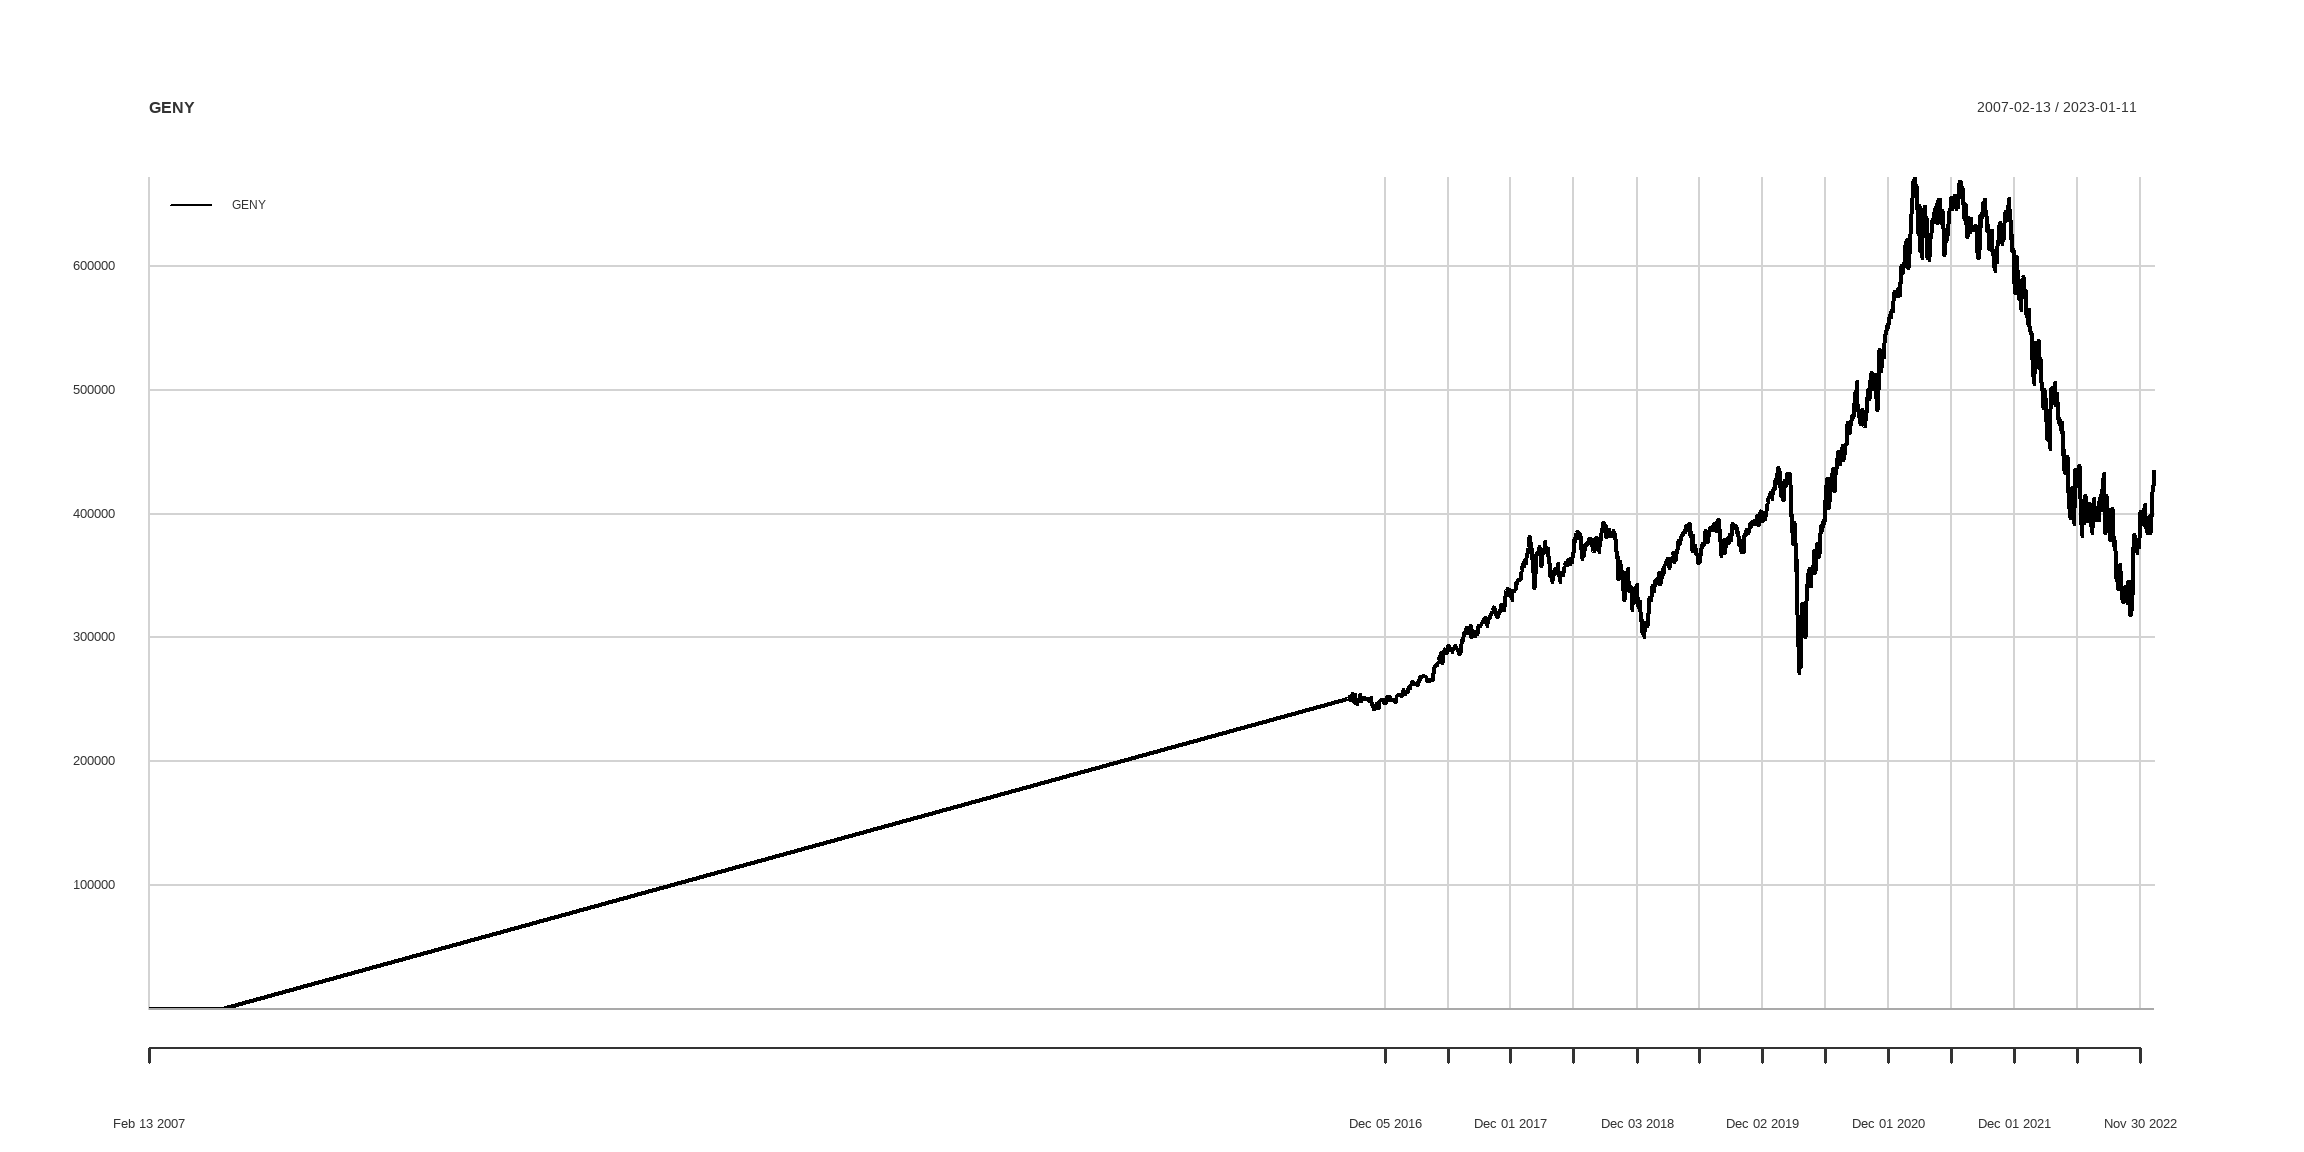 GENY
2007-02-13 / 2023-01-11
GENY
600000
500000
400000
300000
200000
100000
Feb 13 2007
Dec 05 2016
Dec 01 2017
Dec 03 2018
Dec 02 2019
Dec 01 2020
Dec 01 2021
Nov 30 2022